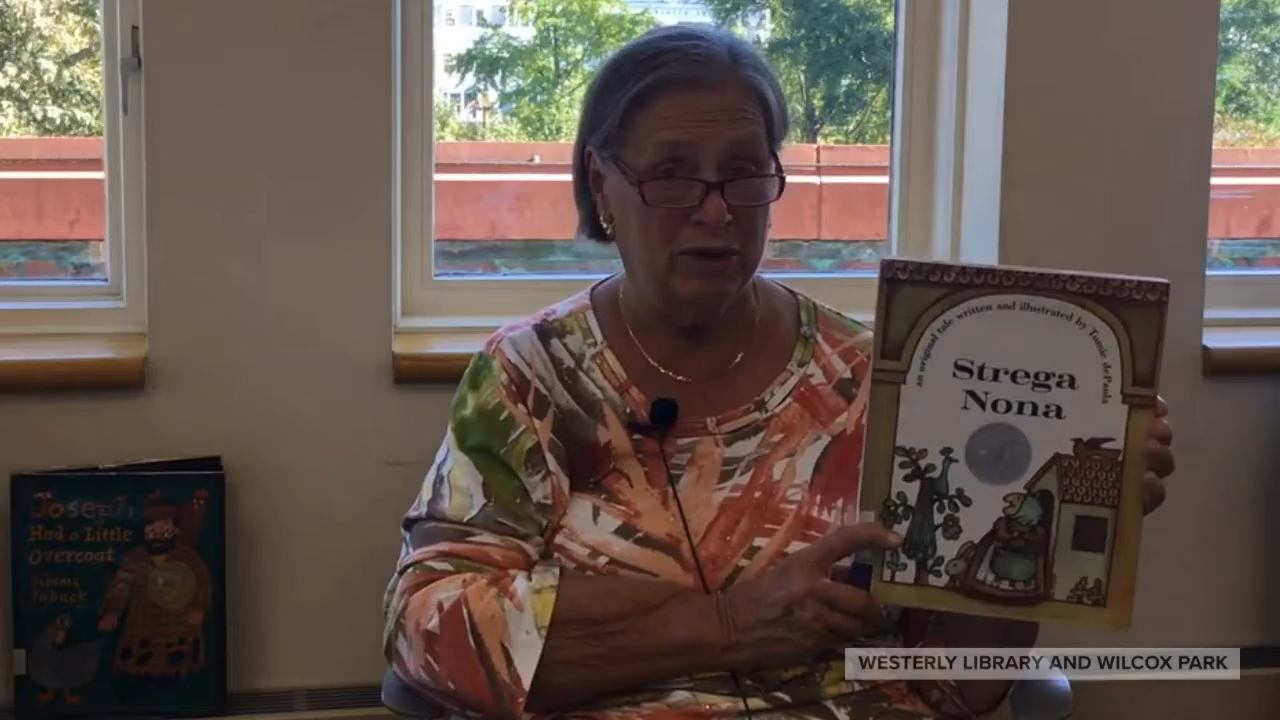 an original tale written and illustrated by Tomie dePaola
Strega
Nona
Joseph
Had a Little
Overcoat
Simms
Taback
WESTERLY LIBRARY AND WILCOX PARK